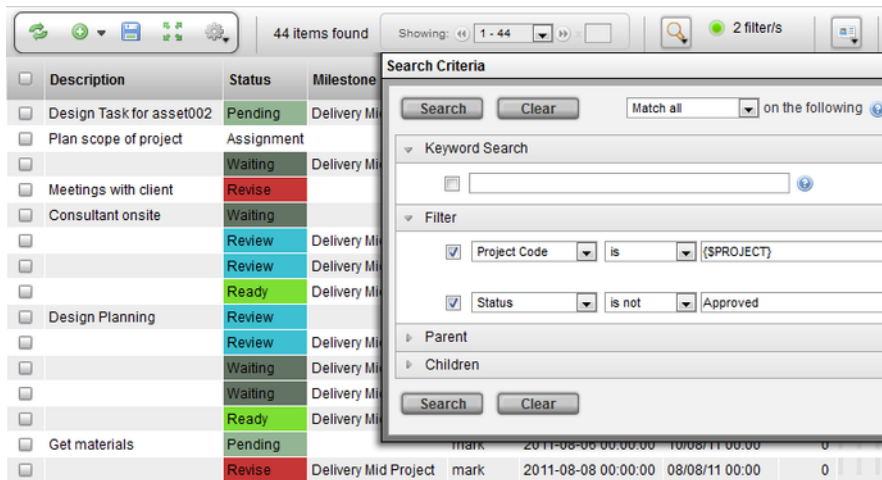 44 items found Showing: 1 - 44 x 2 filter/s
Search Criteria
Description Status Milestone
Search Clear Match all on the following
Design Task for asset002 Pending Delivery Mi
Plan scope of project Assignment
Keyword Search
Waiting Delivery Mi
Meetings with client Revise
Consultant onsite Waiting
Filter
Review Delivery Mi
Project Code is {$PROJECT}
Review Delivery Mi
Ready Delivery Mi
Status is not Approved
Design Planning Review
Parent
Review Delivery Mi
Children
Waiting Delivery Mi
Waiting Delivery Mi
Search Clear
Ready Delivery Mi
Get materials Pending mark 2011-08-06 00:00:00 10/08/11 00:00 0
Revise Delivery Mid Project mark 2011-08-08 00:00:00 08/08/11 00:00 0